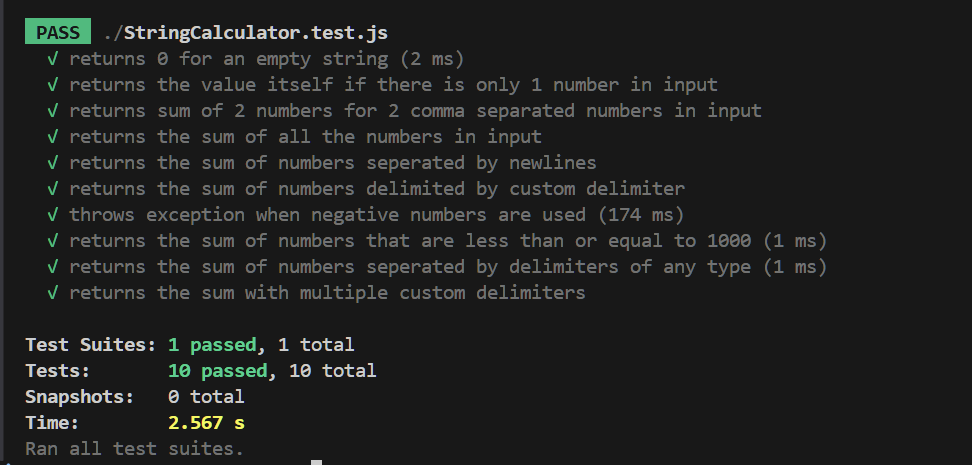 PASS ./StringCalculator.test.js
√ returns 0 for an empty string (2 ms)
√ returns the value itself if there is only 1 number in input
√ returns sum of 2 numbers for 2 comma separated numbers in input
√ returns the sum of all the numbers in input
√ returns the sum of numbers seperated by newlines
√ returns the sum of numbers delimited by custom delimiter
√ throws exception when negative numbers are used (174 ms)
√ returns the sum of numbers that are less than or equal to 1000 (1 ms)
√ returns the sum of numbers seperated by delimiters of any type (1 ms)
√ returns the sum with multiple custom delimiters
Test Suites: 1 passed, 1 total
Tests: 10 passed, 10 total
Snapshots: 0 total
Time: 2.567 s
Ran all test suites.